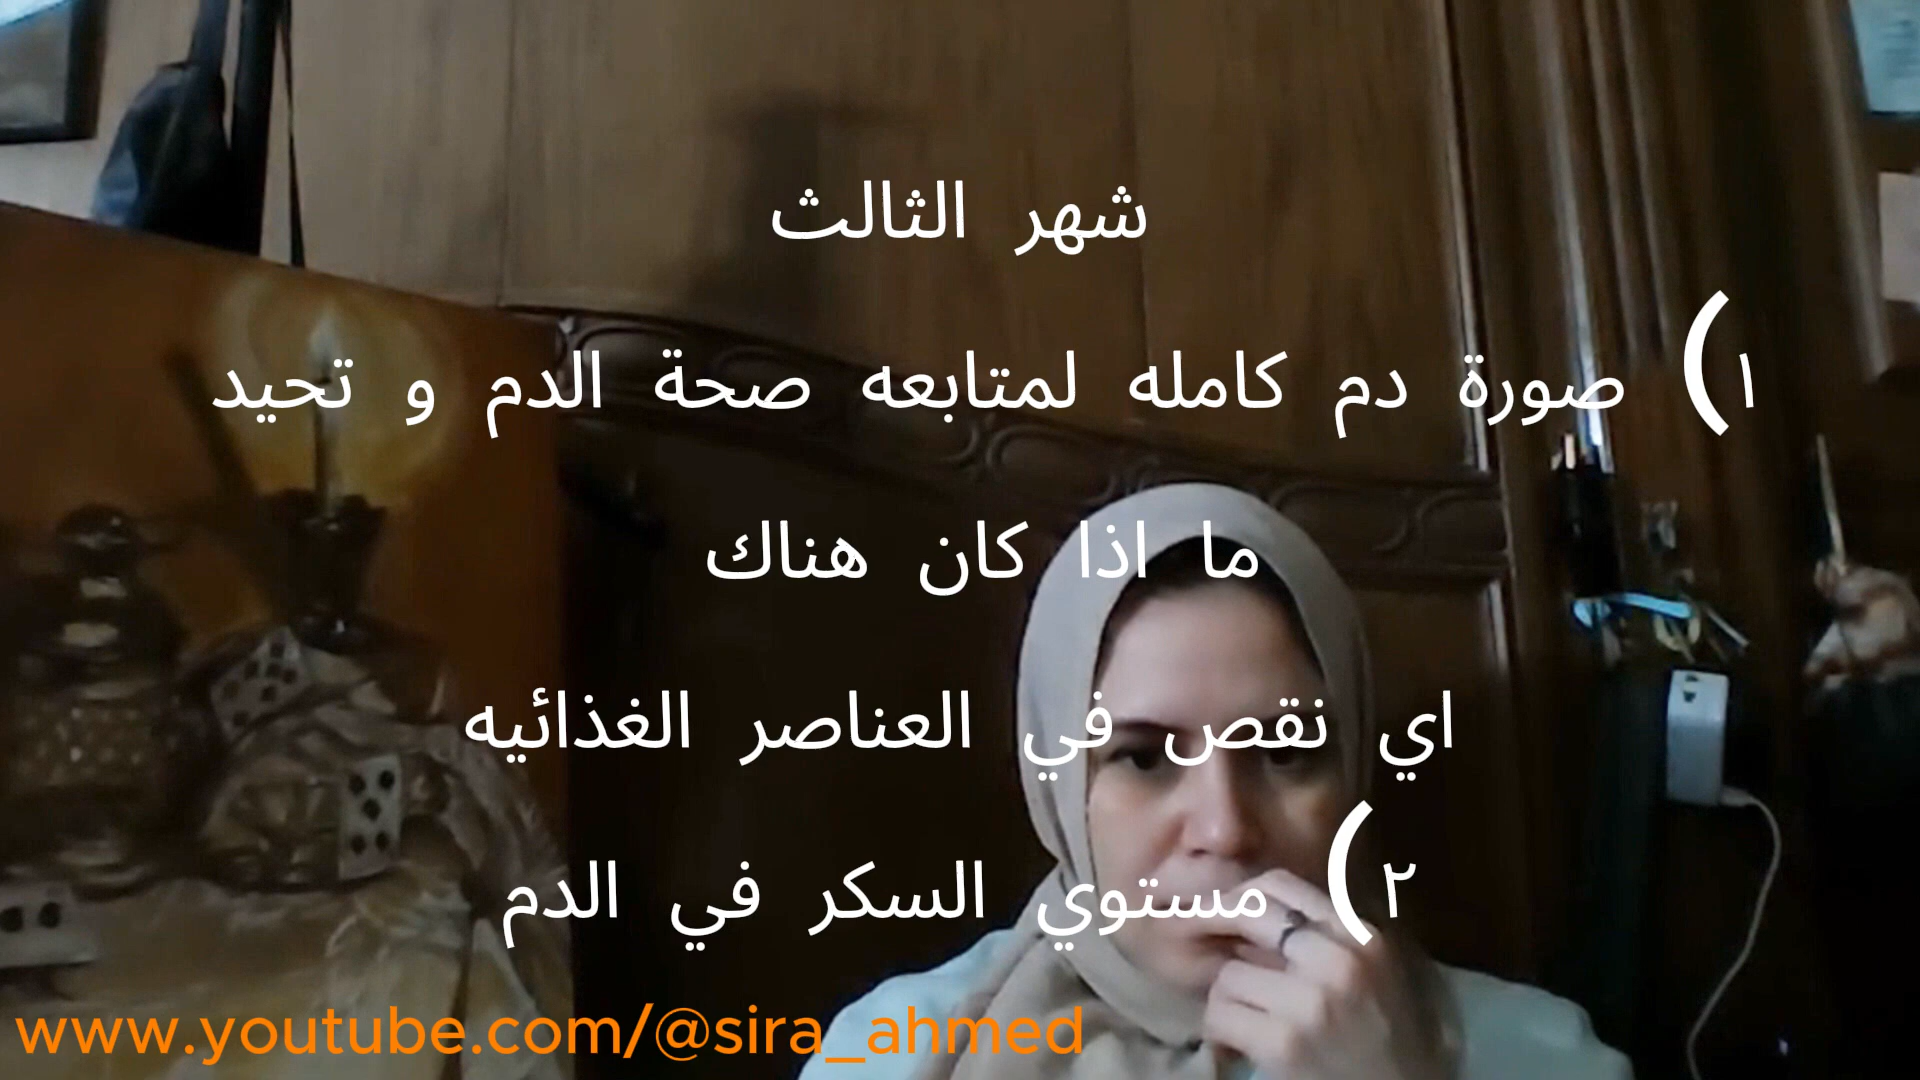 شهر الثالث
١) صورة دم كامله لمتابعه صحة الدم و تحيد
ما اذا كان هناك
اي نقص في العناصر الغذائيه
٢) مستوي السكر في الدم
www.youtube.com/@sira_ahmed